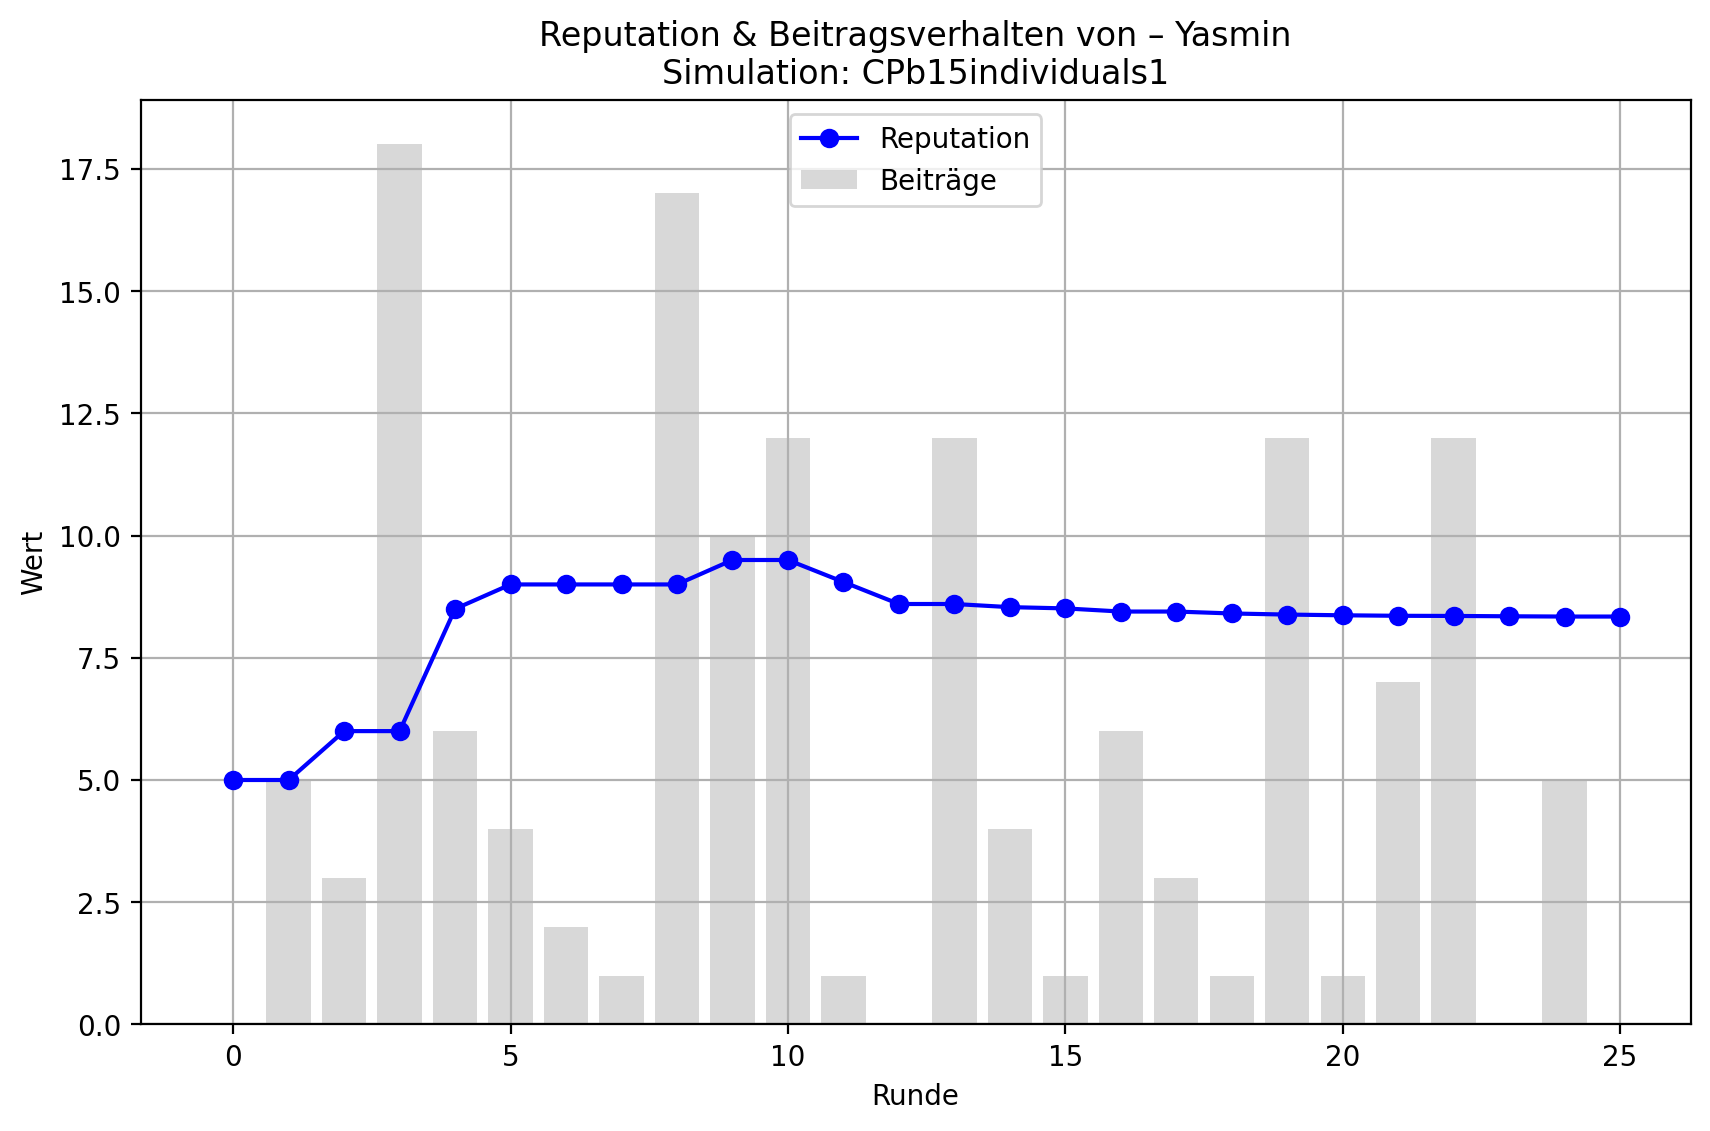 Reputation & Beitragsverhalten von – Yasmin
Simulation: CPb15individuals1
Reputation
Beiträge
17.5
15.0
12.5
10.0
7.5
5.0
2.5
0.0
Wert
0 5 10 15 20 25
Runde